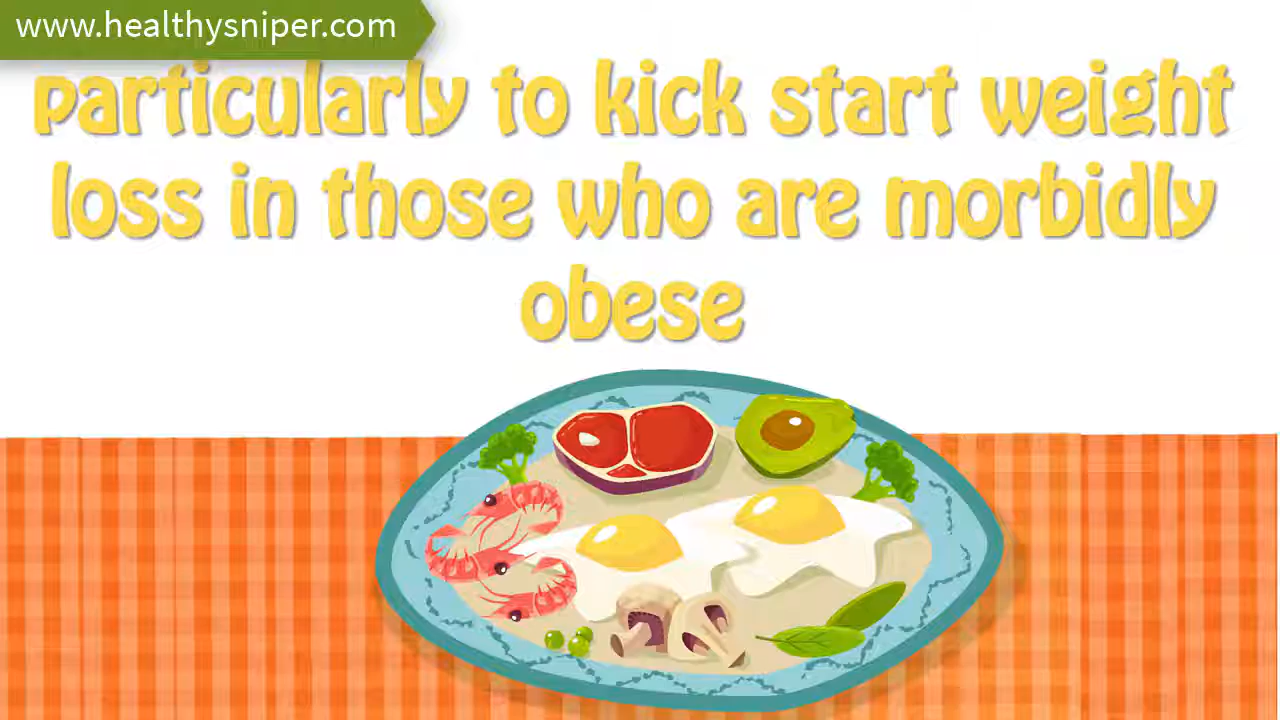 www.healthysniper.com
particularly to kick start weight
loss in those who are morbidly
obese